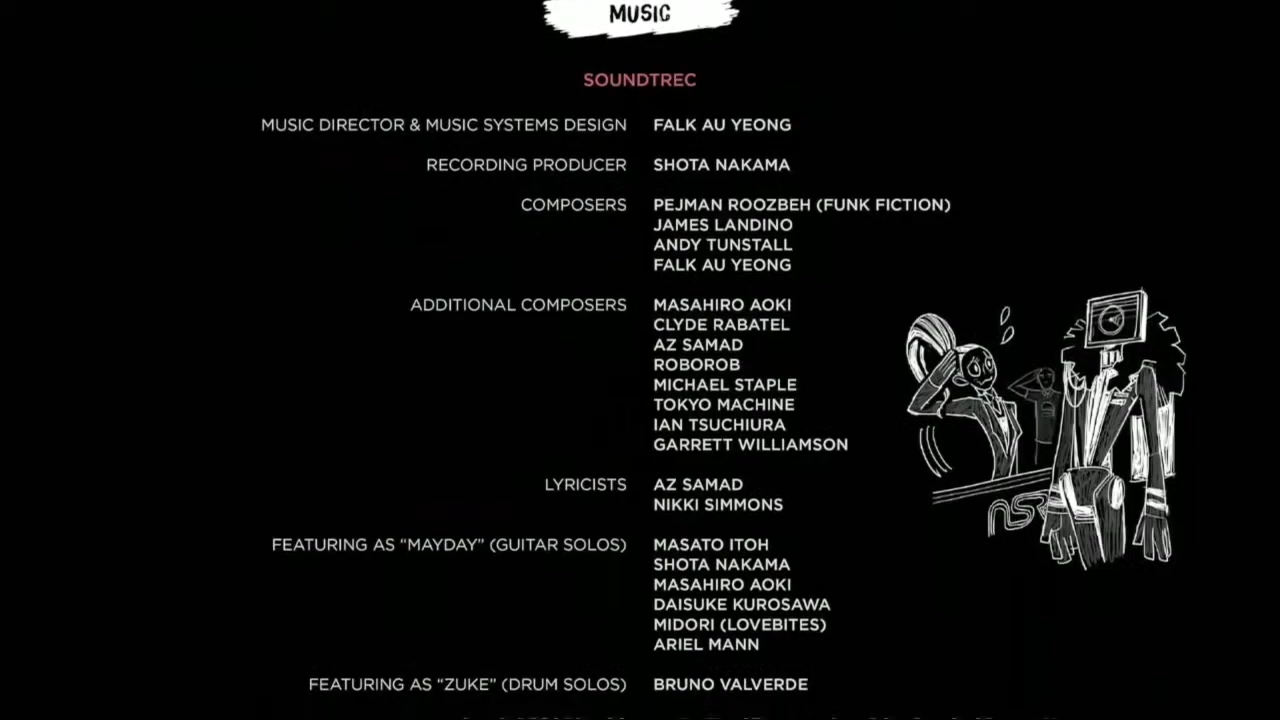 MUSIC
SOUNDTREC
MUSIC DIRECTOR & MUSIC SYSTEMS DESIGN FALK AU YEONG
RECORDING PRODUCER SHOTA NAKAMA
COMPOSERS PEJMAN ROOZBEH (FUNK FICTION)
JAMES LANDINO
ANDY TUNSTALL
FALK AU YEONG
ADDITIONAL COMPOSERS MASAHIRO AOKI
CLYDE RABATEL
AZ SAMAD
ROBOROB
MICHAEL STAPLE
TOKYO MACHINE
IAN TSUCHIURA
GARRETT WILLIAMSON
LYRICISTS AZ SAMAD
NIKKI SIMMONS
nSR
FEATURING AS “MAYDAY” (GUITAR SOLOS) MASATO ITOH
SHOTA NAKAMA
MASAHIRO AOKI
DAISUKE KUROSAWA
MIDORI (LOVEBITES)
ARIEL MANN
FEATURING AS “ZUKE” (DRUM SOLOS) BRUNO VALVERDE